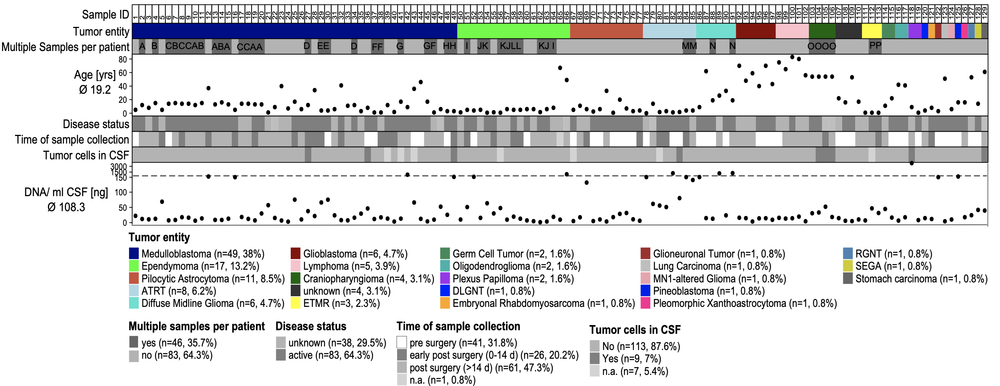 Sample ID 1 2 3 4 5 6 7 8 9 10 11 12 13 14 15 16 17 18 19 20 21 22 23 24 25 26 27 28 29 30 31 32 33 34 35 36 37 38 39 40 41 42 43 44 45 46 47 48 49 50 51 52 53 54 55 56 57 58 59 60 61 62 63 64 65 66 67 68 69 70 71 72 73 74 75 76 77 78 79 80 81 82 83 84 85 86 87 88 89 90 91 92 93 94 95 96 97 98 99 100 101 102 103 104 105 106 107 108 109 110 111 112 113 114 115 116 117 118 119 120 121 122 123 124 125 126 127 128 129
Tumor entity
Multiple Samples per patient A B CBCCAB ABA CCAA D EE D FF G GF HH I JK KJLL KJ I MM N N OOOO PP
80
Age [yrs] 60
Ø 19.2 40
20
0
Disease status
Time of sample collection
Tumor cells in CSF
3000
1500
150
DNA/ ml CSF [ng] 100
Ø 108.3 50
0
Tumor entity
Medulloblastoma (n=49, 38%) Glioblastoma (n=6, 4.7%) Germ Cell Tumor (n=2, 1.6%) Glioneuronal Tumor (n=1, 0.8%) RGNT (n=1, 0.8%)
Ependymoma (n=17, 13.2%) Lymphoma (n=5, 3.9%) Oligodendroglioma (n=2, 1.6%) Lung Carcinoma (n=1, 0.8%) SEGA (n=1, 0.8%)
Pilocytic Astrocytoma (n=11, 8.5%) Craniopharyngioma (n=4, 3.1%) Plexus Papilloma (n=2, 1.6%) MN1-altered Glioma (n=1, 0.8%) Stomach carcinoma (n=1, 0.8%)
ATRT (n=8, 6.2%) unknown (n=4, 3.1%) DLGNT (n=1, 0.8%) Pineoblastoma (n=1, 0.8%)
Diffuse Midline Glioma (n=6, 4.7%) ETMR (n=3, 2.3%) Embryonal Rhabdomyosarcoma (n=1, 0.8%) Pleomorphic Xanthoastrocytoma (n=1, 0.8%)
Multiple samples per patient
yes (n=46, 35.7%)
no (n=83, 64.3%)
Disease status
unknown (n=38, 29.5%)
active (n=83, 64.3%)
Time of sample collection
pre surgery (n=41, 31.8%)
early post surgery (0-14 d) (n=26, 20.2%)
post surgery (>14 d) (n=61, 47.3%)
n.a. (n=1, 0.8%)
Tumor cells in CSF
No (n=113, 87.6%)
Yes (n=9, 7%)
n.a. (n=7, 5.4%)